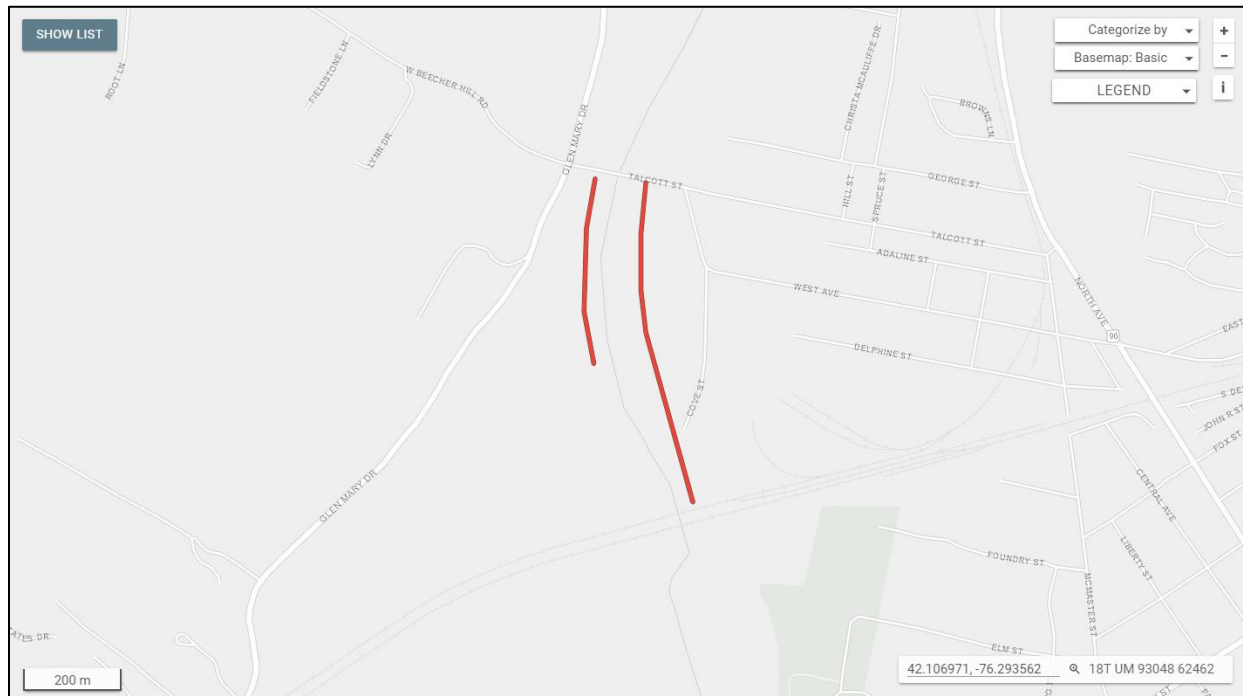 SHOW LIST
Categorize by
+
Basemap: Basic
−
LEGEND
i
ROOT LN
FIELDSTONE LN
W BEECHER HILL RD
LYNN DR
GLEN MARY DR
CHRISTA MCAULIFFE DR
BROWNS LN
TALCOTT ST
HILL ST
SPRUCE ST
GEORGE ST
TALCOTT ST
ADALINE ST
WEST AVE
NORTH AVE
96
EAST
DELPHINE ST
COVE ST
S DE
JOHN R ST
FOX ST
GLEN MARY DR
CENTRAL AVE
LIBERTY ST
FOUNDRY ST
MCMASTER ST
ATES DR
ELM ST
200 m
42.106971, -76.293562
18T UM 93048 62462